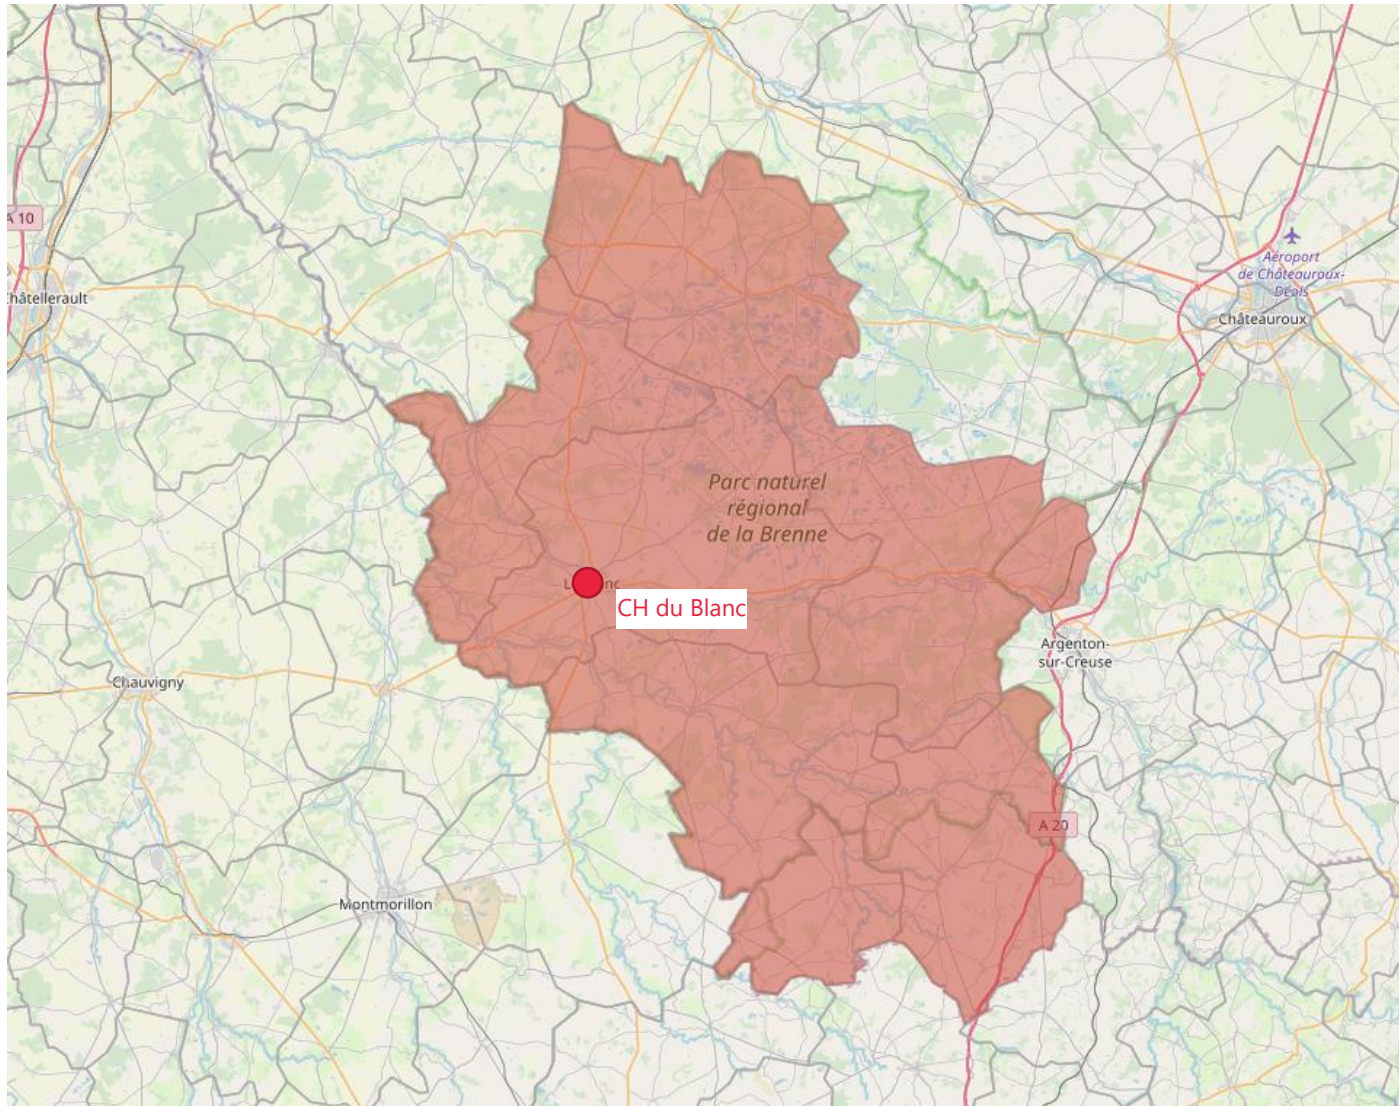 A 10
Aéroport
de Châteauroux-
Déols
Châtellerault
Châteauroux
Parc naturel
régional
de la Brenne
CH du Blanc
Argenton-
sur-Creuse
Chauvigny
A 20
Montmorillon